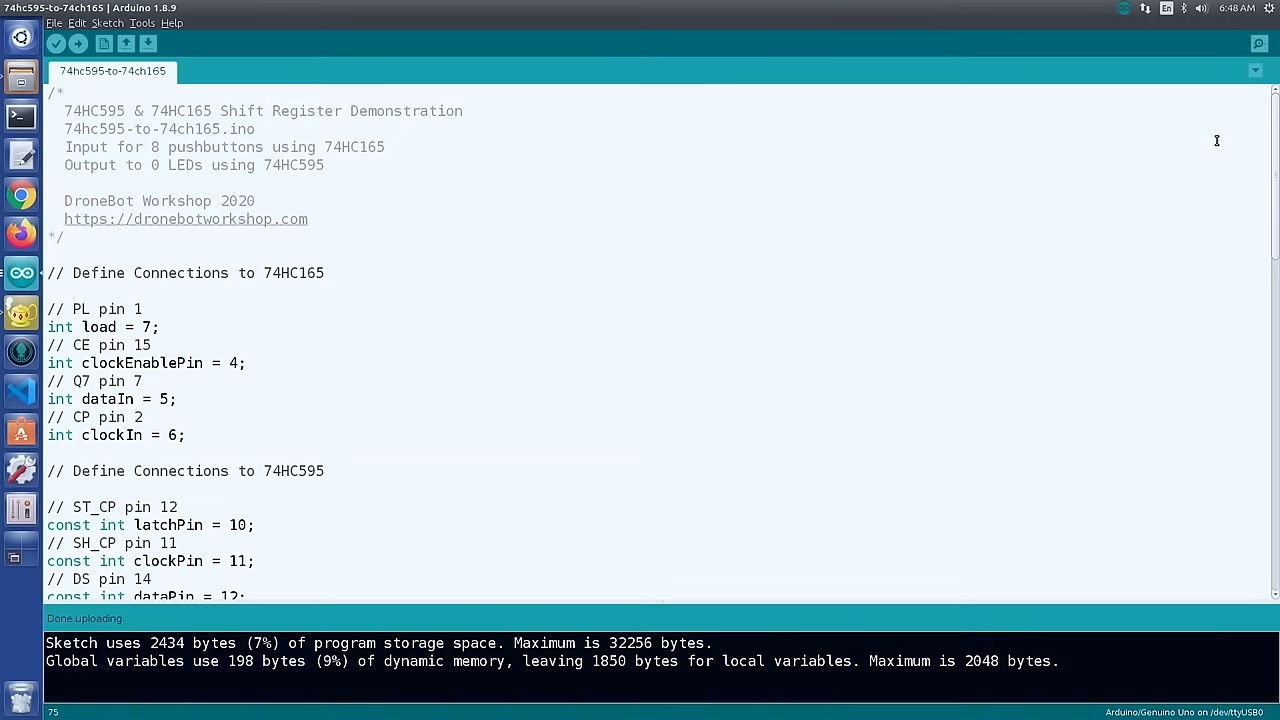 74hc595-to-74ch165 | Arduino 1.8.9
En
6:48 AM
File Edit Sketch Tools Help
74hc595-to-74ch165
/*
74HC595 & 74HC165 Shift Register Demonstration
74hc595-to-74ch165.ino
Input for 8 pushbuttons using 74HC165
Output to 0 LEDs using 74HC595
DroneBot Workshop 2020
https://dronebotworkshop.com
*/
// Define Connections to 74HC165
// PL pin 1
int load = 7;
// CE pin 15
int clockEnablePin = 4;
// Q7 pin 7
int dataIn = 5;
// CP pin 2
int clockIn = 6;
// Define Connections to 74HC595
// ST_CP pin 12
const int latchPin = 10;
// SH_CP pin 11
const int clockPin = 11;
// DS pin 14
const int dataPin = 12;
Done uploading.
Sketch uses 2434 bytes (7%) of program storage space. Maximum is 32256 bytes.
Global variables use 198 bytes (9%) of dynamic memory, leaving 1850 bytes for local variables. Maximum is 2048 bytes.
75
Arduino/Genuino Uno on /dev/ttyUSB0